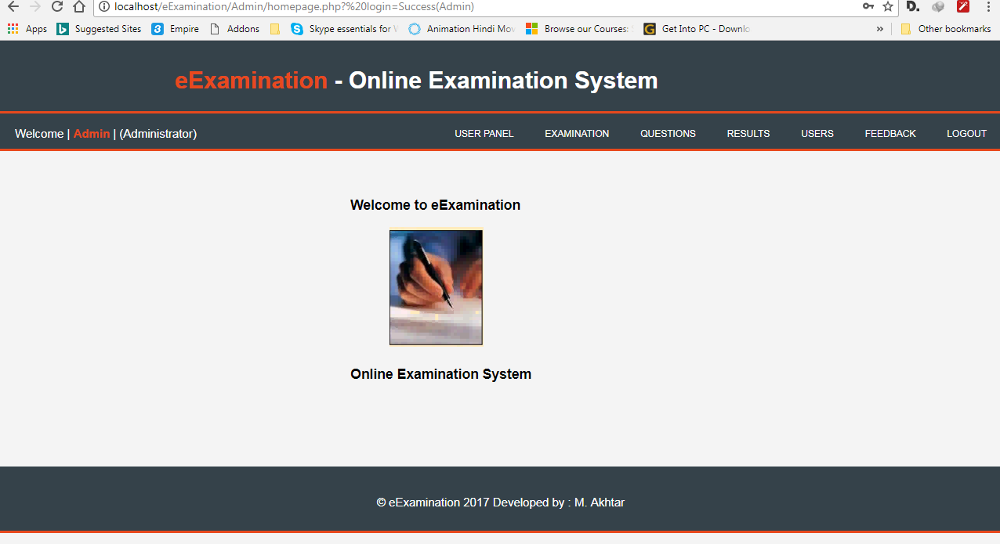 localhost/eExamination/Admin/homepage.php?%20login=Success(Admin)
D.
Apps Suggested Sites Empire Addons Skype essentials for Animation Hindi Mov Browse our Courses: Get Into PC - Downlo » Other bookmarks
eExamination - Online Examination System
Welcome | Admin | (Administrator) USER PANEL EXAMINATION QUESTIONS RESULTS USERS FEEDBACK LOGOUT
Welcome to eExamination
Online Examination System
© eExamination 2017 Developed by : M. Akhtar